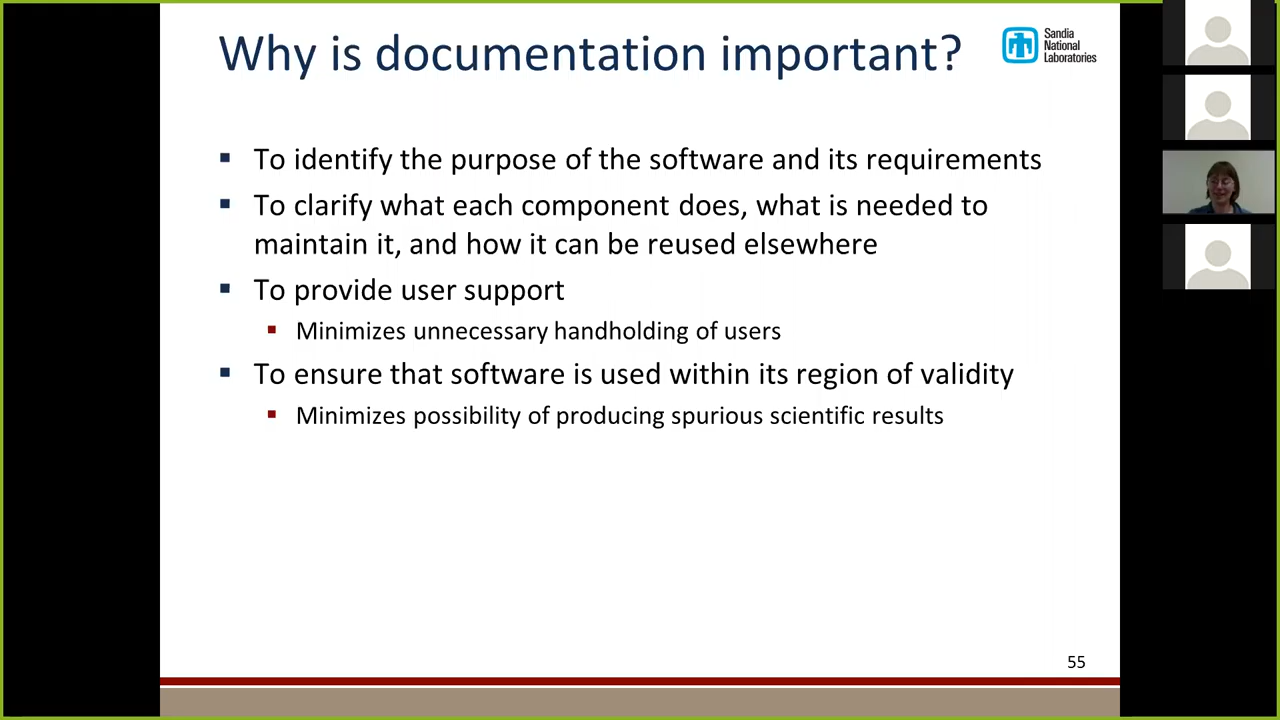 Why is documentation important?
Sandia
National
Laboratories
▪ To identify the purpose of the software and its requirements
▪ To clarify what each component does, what is needed to
maintain it, and how it can be reused elsewhere
▪ To provide user support
▪ Minimizes unnecessary handholding of users
▪ To ensure that software is used within its region of validity
▪ Minimizes possibility of producing spurious scientific results
55